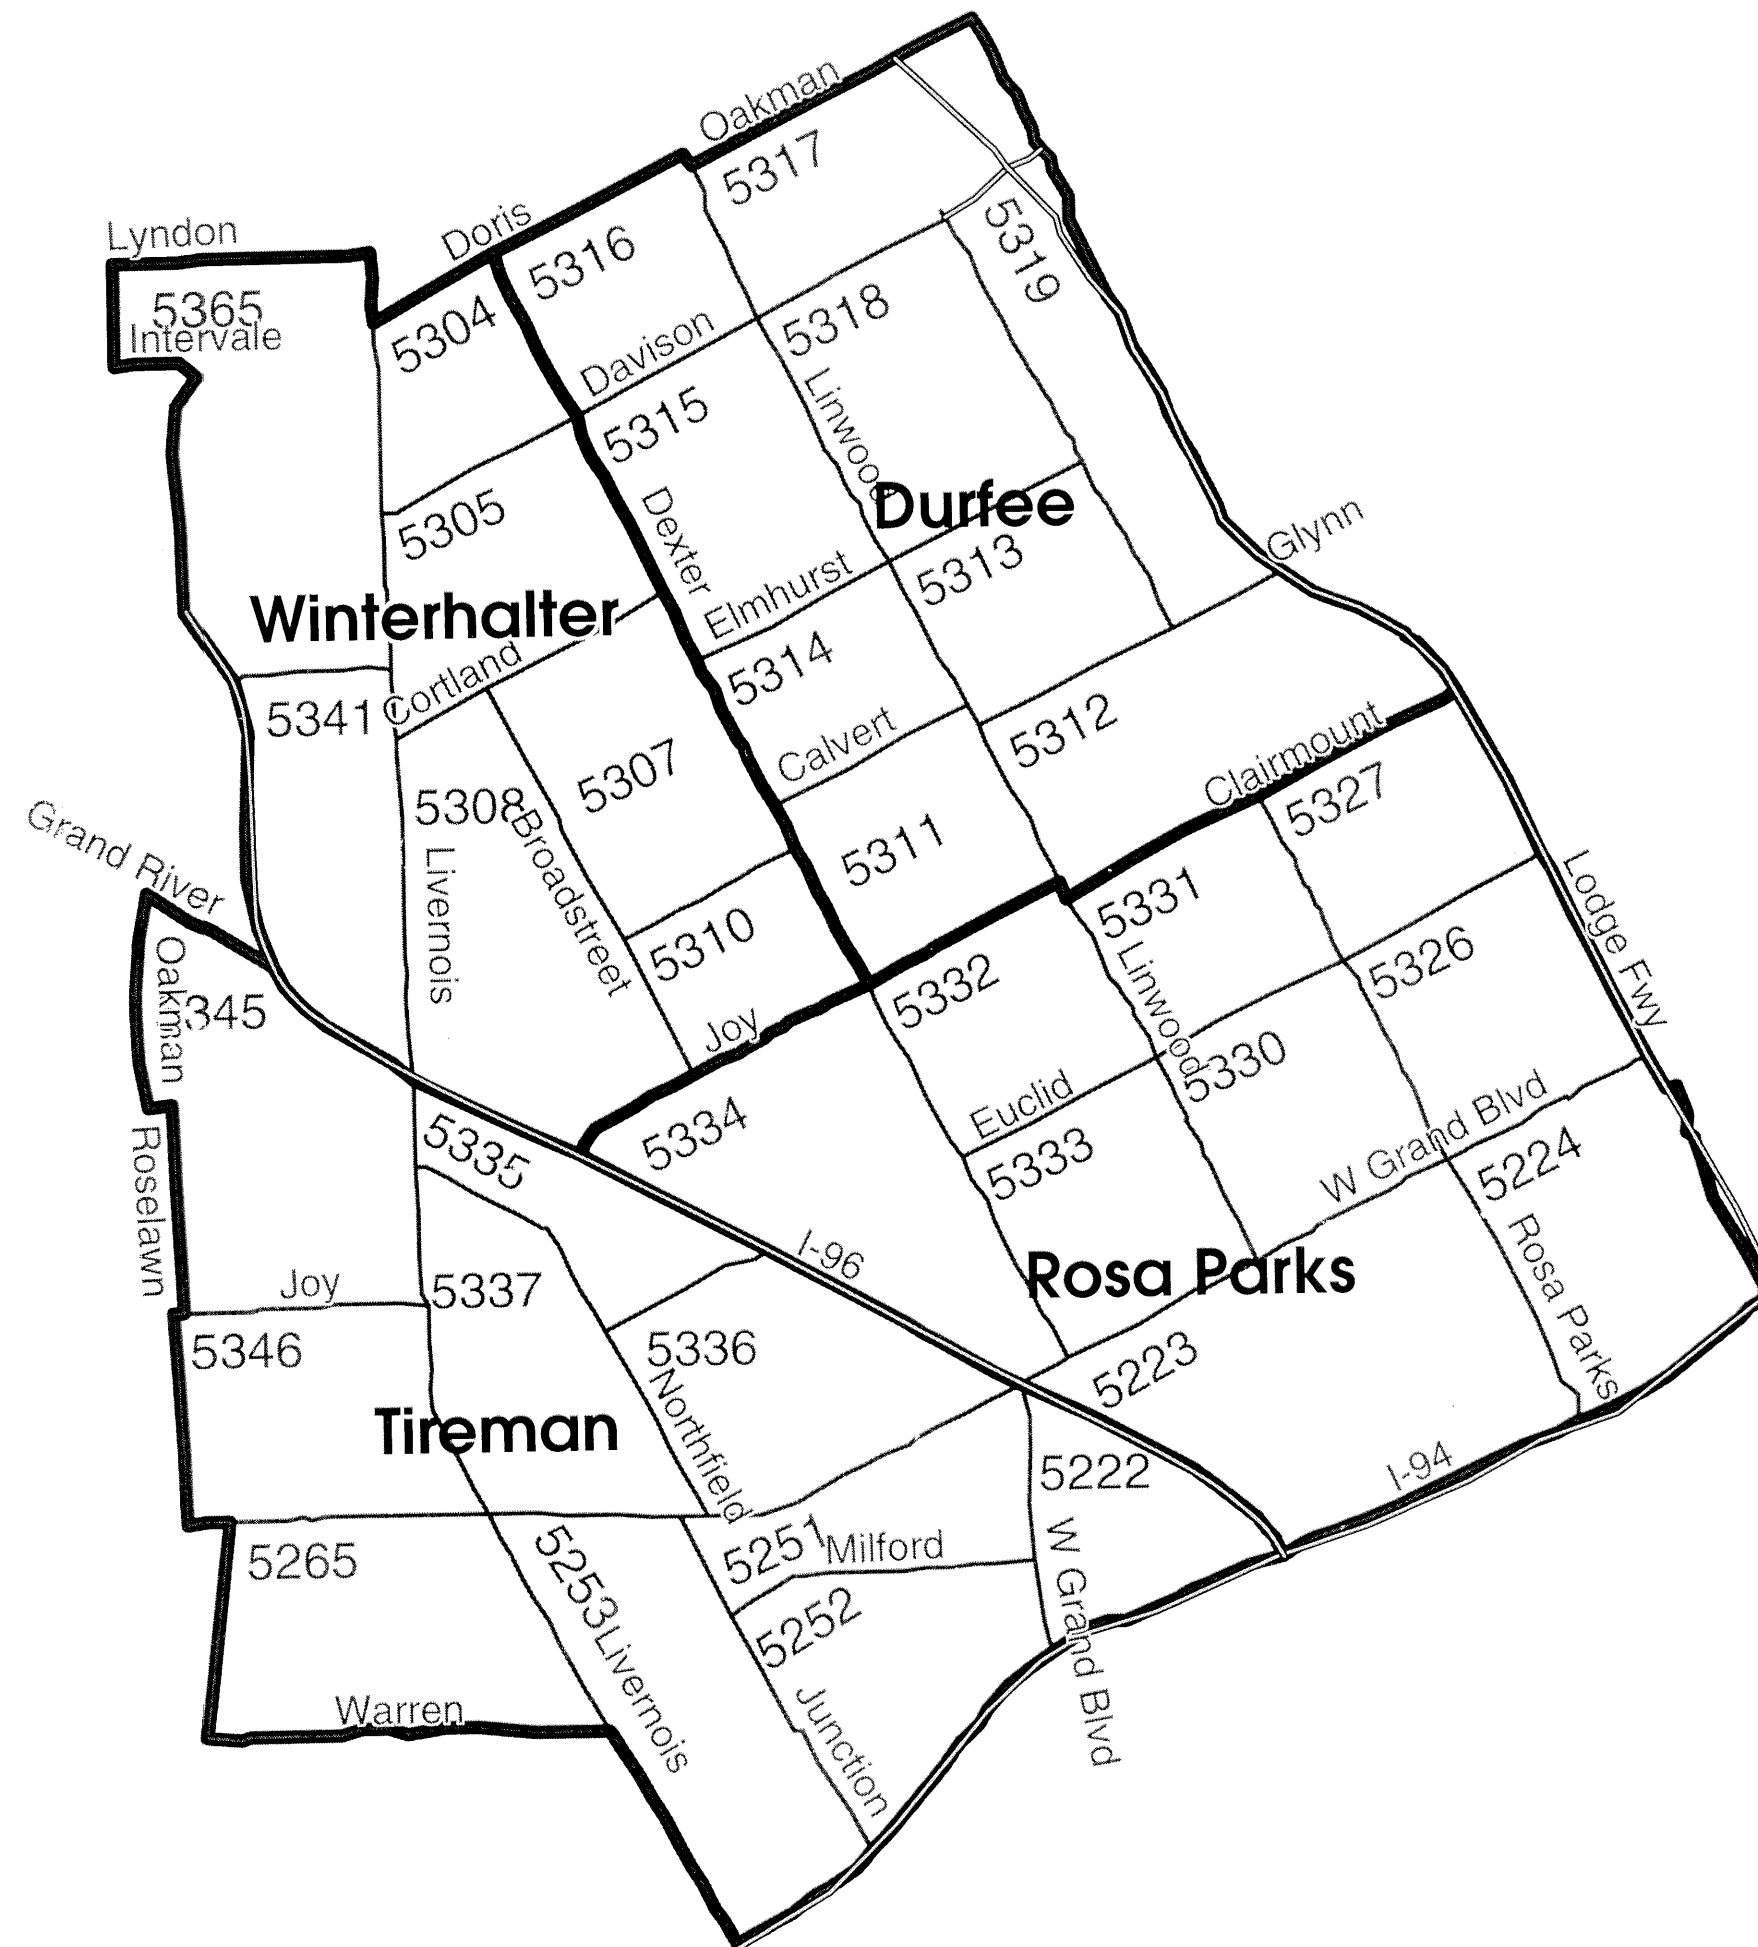 Oakman
5317
Lyndon
Doris
5316
5319
5365
Intervale
5304
Davison
5318
5315
Linwood
5305
Dexter
Durfee
Glynn
Winterhalter
Elmhurst
5313
Cortland
5314
5341
Calvert
5312
5307
Clairmount
5308
5327
Grand River
Broadstreet
Livernois
5311
5331
Lodge Fwy
5310
5332
Linwood
5326
Oakman
345
Joy
5330
Euclid
W Grand Blvd
5334
5335
5333
5224
Roselawn
I-96
Rosa Parks
Rosa Parks
Joy
5337
5346
5336
5223
Northfield
Tireman
5222
I-94
5251
Milford
5265
5253
W Grand Blvd
5252
Livernois
Warren
Junction